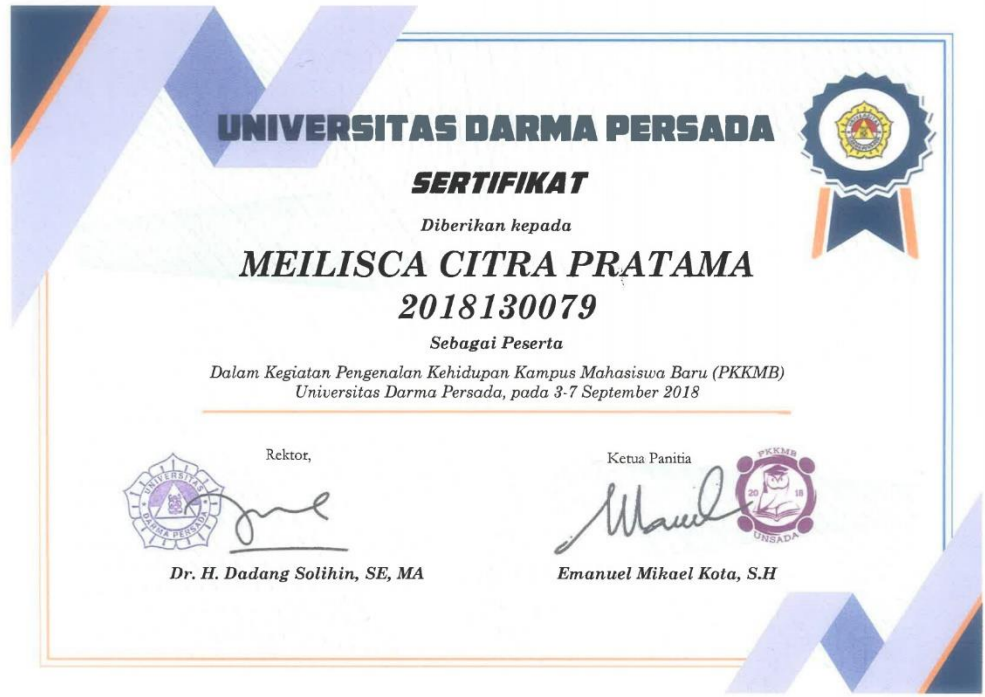 UNIVERSITAS DARMA PERSADA
SERTIFIKAT
Diberikan kepada
MEILISCA CITRA PRATAMA
2018130079
Sebagai Peserta
Dalam Kegiatan Pengenalan Kehidupan Kampus Mahasiswa Baru (PKKMB)
Universitas Darma Persada, pada 3-7 September 2018
Rektor,
UNIVERSITAS
DARMA PERSADA
Dr. H. Dadang Solihin, SE, MA
Ketua Panitia
PKKMB
20 18
UNSADA
Emanuel Mikael Kota, S.H